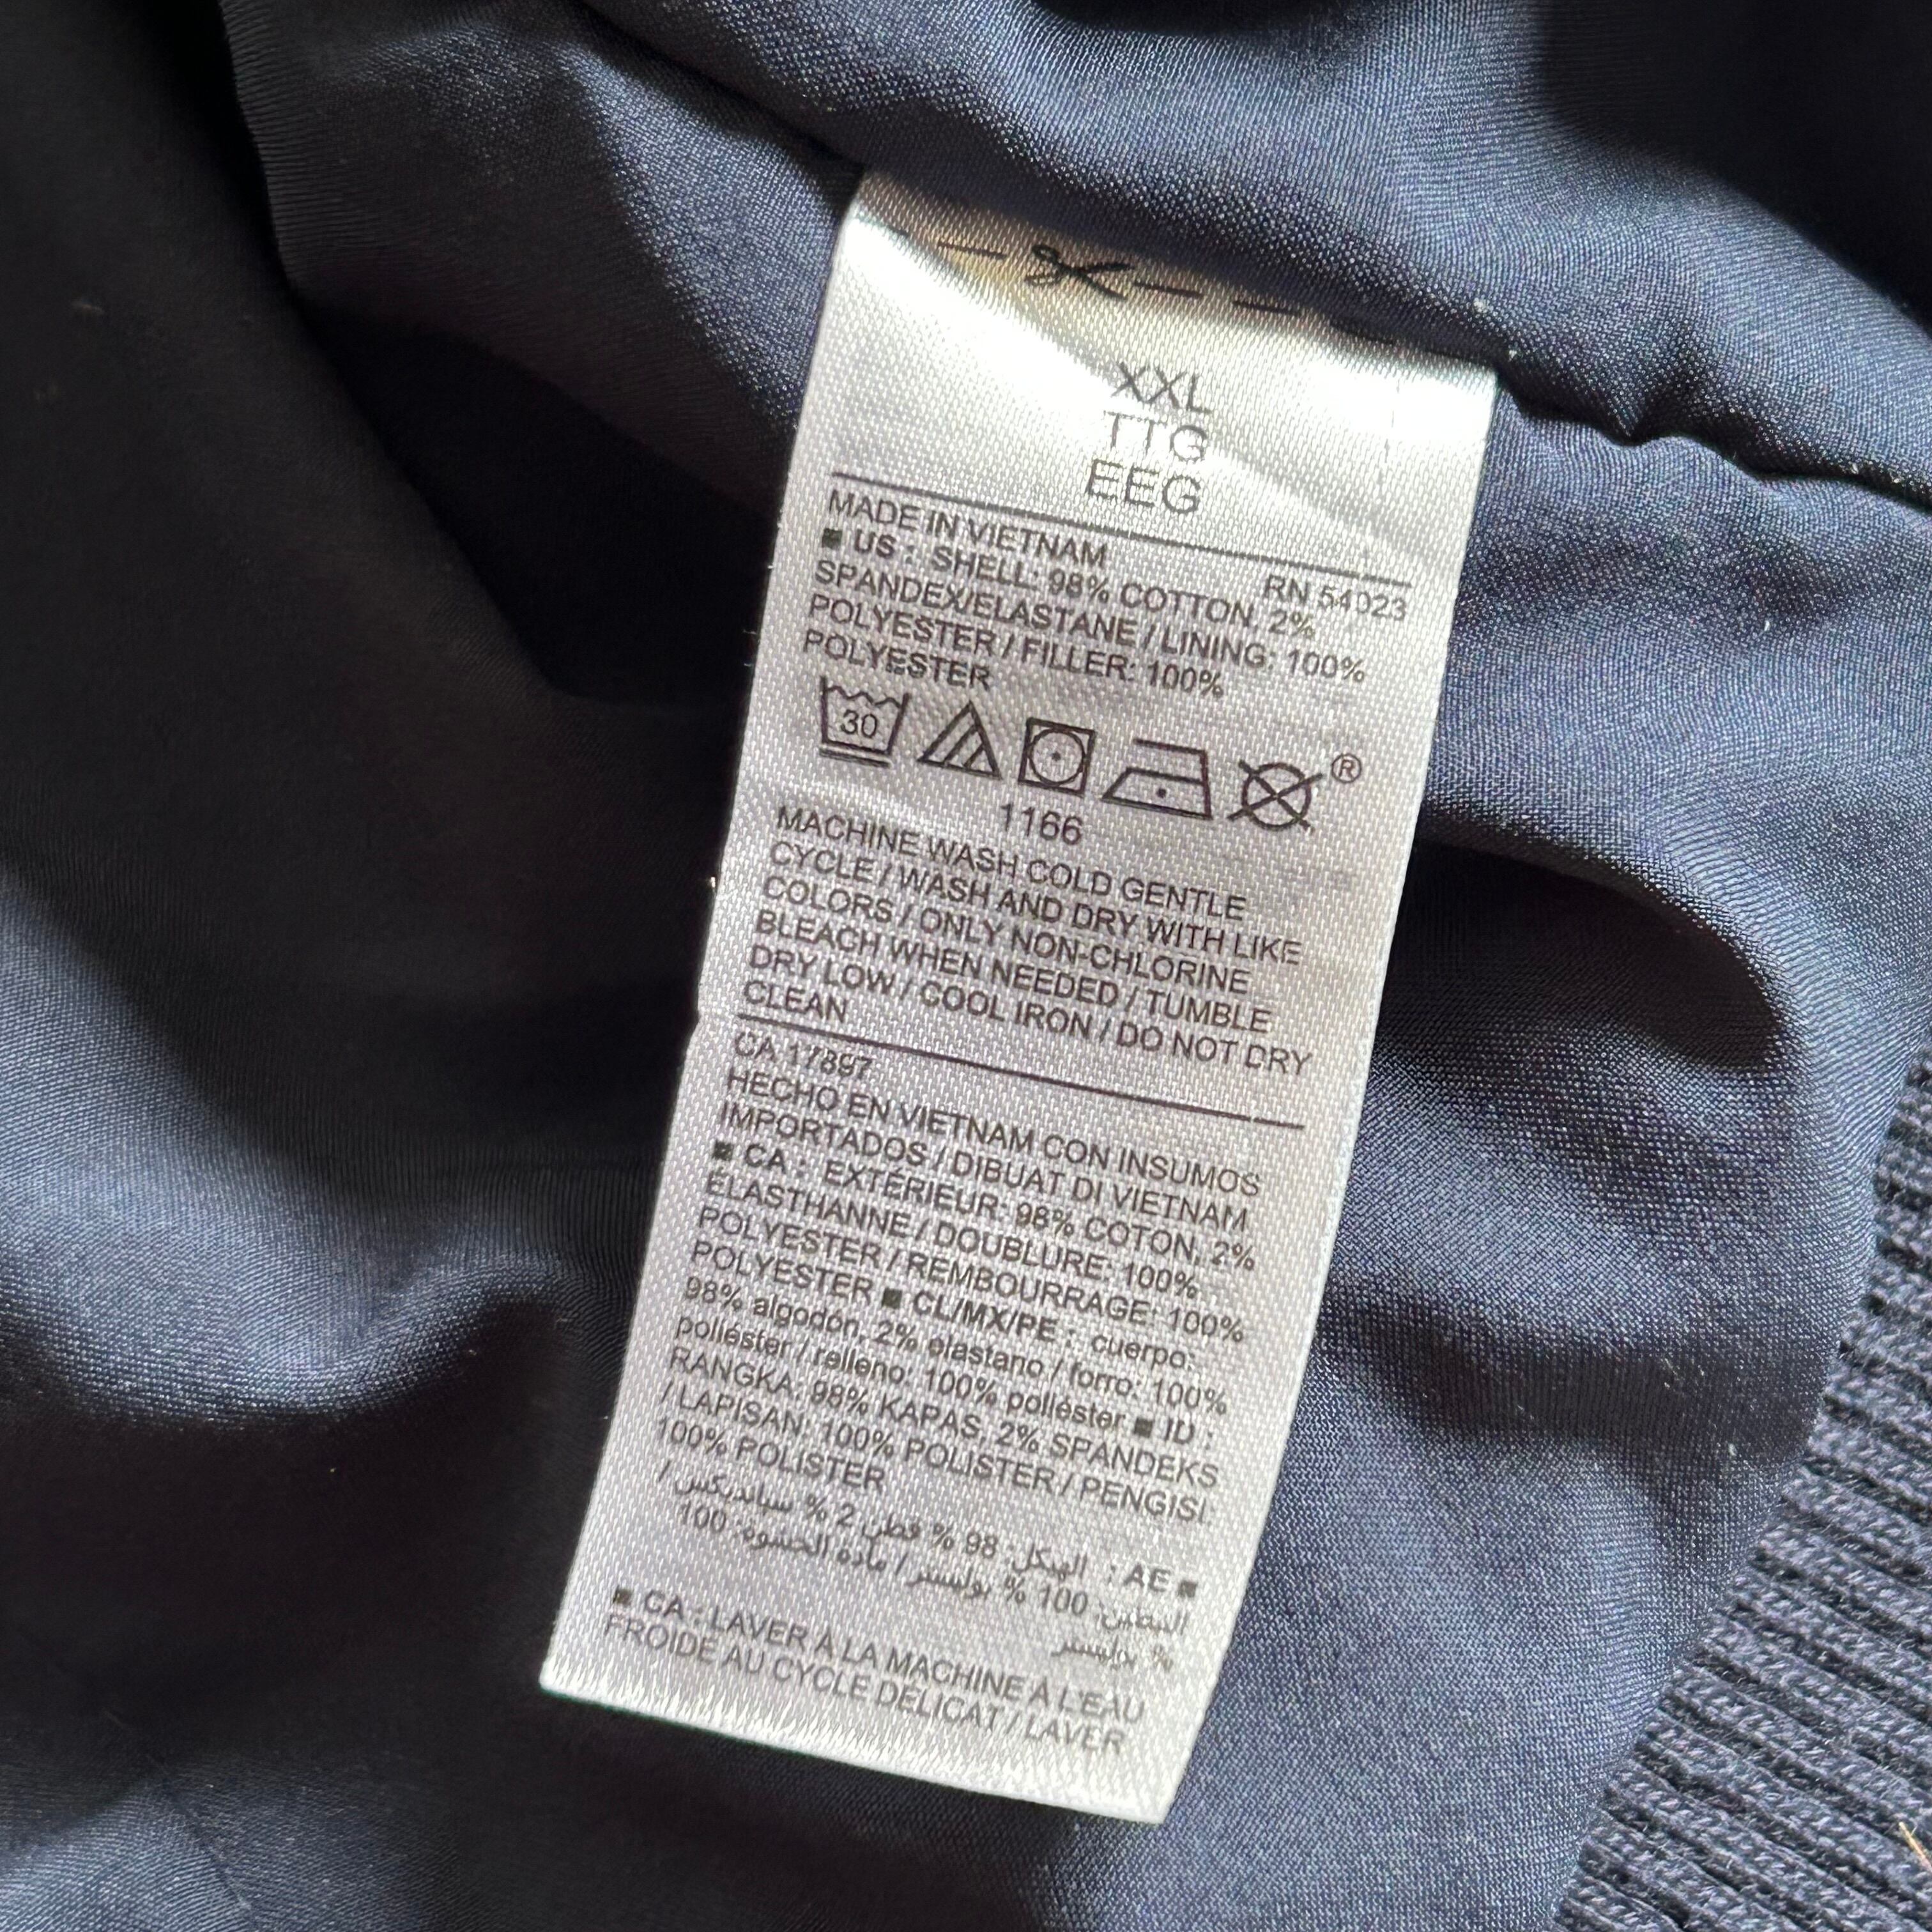 XXL
TTG
EEG
MADE IN VIETNAM RN 54023
■ US : SHELL: 98% COTTON, 2%
SPANDEX/ELASTANE / LINING: 100%
POLYESTER / FILLER: 100%
POLYESTER
30
®
1166
MACHINE WASH COLD GENTLE
CYCLE / WASH AND DRY WITH LIKE
COLORS / ONLY NON-CHLORINE
BLEACH WHEN NEEDED / TUMBLE
DRY LOW / COOL IRON / DO NOT DRY
CLEAN
CA 17897
HECHO EN VIETNAM CON INSUMOS
IMPORTADOS / DIBUAT DI VIETNAM
■ CA : EXTÉRIEUR: 98% COTON, 2%
ÉLASTHANNE / DOUBLURE: 100%
POLYESTER / REMBOURRAGE: 100%
POLYESTER ■ CL/MX/PE : cuerpo:
98% algodón, 2% elastano / forro: 100%
poliéster / relleno: 100% poliéster ■ ID :
RANGKA: 98% KAPAS, 2% SPANDEKS
/ LAPISAN: 100% POLISTER / PENGISI:
100% POLISTER
■ AE : الهيكل: 98 % قطن 2 % سباندیکس /
التبطين: 100 % بوليستر / مادة الحشوة: 100
% بوليستر
■ CA : LAVER À LA MACHINE À L'EAU
FROIDE AU CYCLE DÉLICAT / LAVER